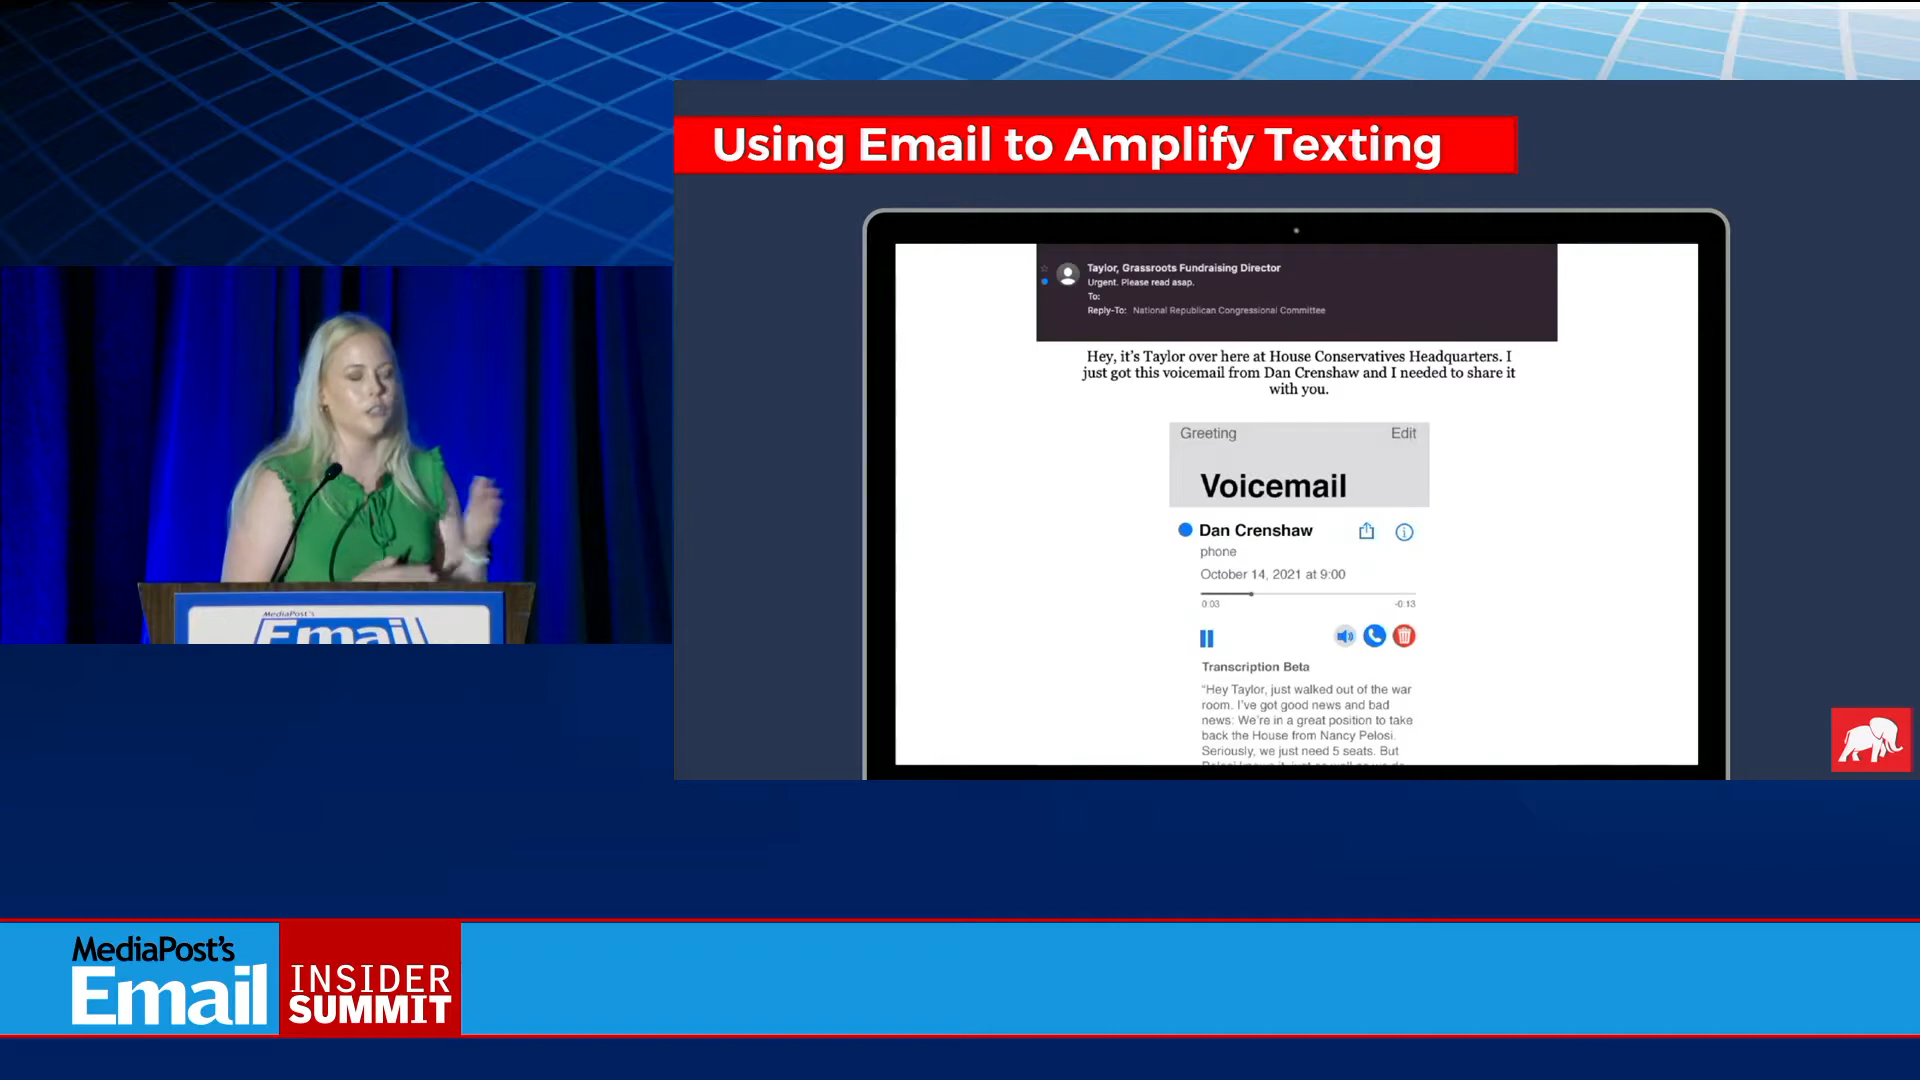 Using Email to Amplify Texting
Taylor, Grassroots Fundraising Director
Urgent. Please read asap.
To:
Reply-To: National Republican Congressional Committee
Hey, it's Taylor over here at House Conservatives Headquarters. I
just got this voicemail from Dan Crenshaw and I needed to share it
with you.
Greeting Edit
Voicemail
Dan Crenshaw
phone
October 14, 2021 at 9:00
0:03 -0:13
Transcription Beta
“Hey Taylor, just walked out of the war
room. I've got good news and bad
news: We're in a great position to take
back the House from Nancy Pelosi.
Seriously, we just need 5 seats. But
MediaPost's
Email
MediaPost's
Email
INSIDER
SUMMIT